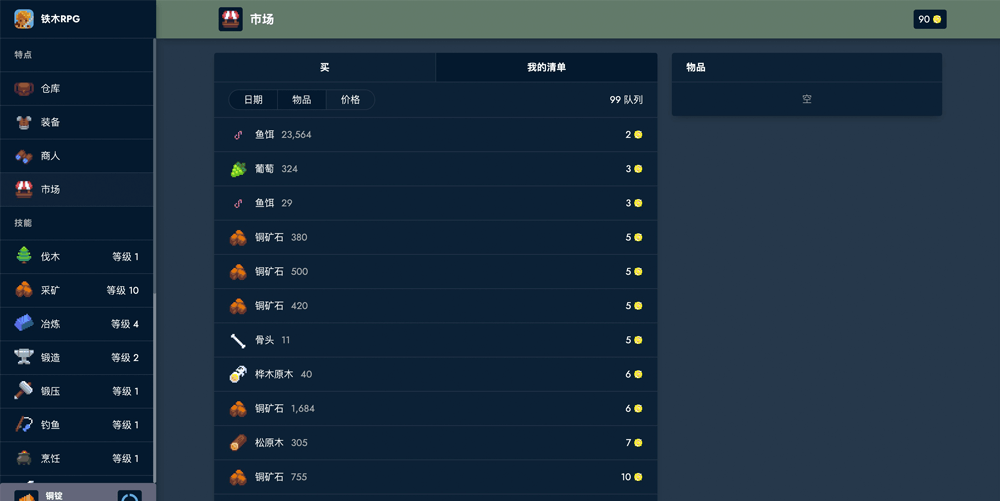 铁木RPG
市场
90
特点
仓库
装备
商人
市场
技能
伐木 等级 1
采矿 等级 10
冶炼 等级 4
锻造 等级 2
锻压 等级 1
钓鱼 等级 1
烹饪 等级 1
铜锭
买 我的清单
日期 物品 价格 99 队列
鱼饵 23,564 2
葡萄 324 3
鱼饵 29 3
铜矿石 380 5
铜矿石 500 5
铜矿石 420 5
骨头 11 5
桦木原木 40 6
铜矿石 1,684 6
松原木 305 7
铜矿石 755 10
物品
空